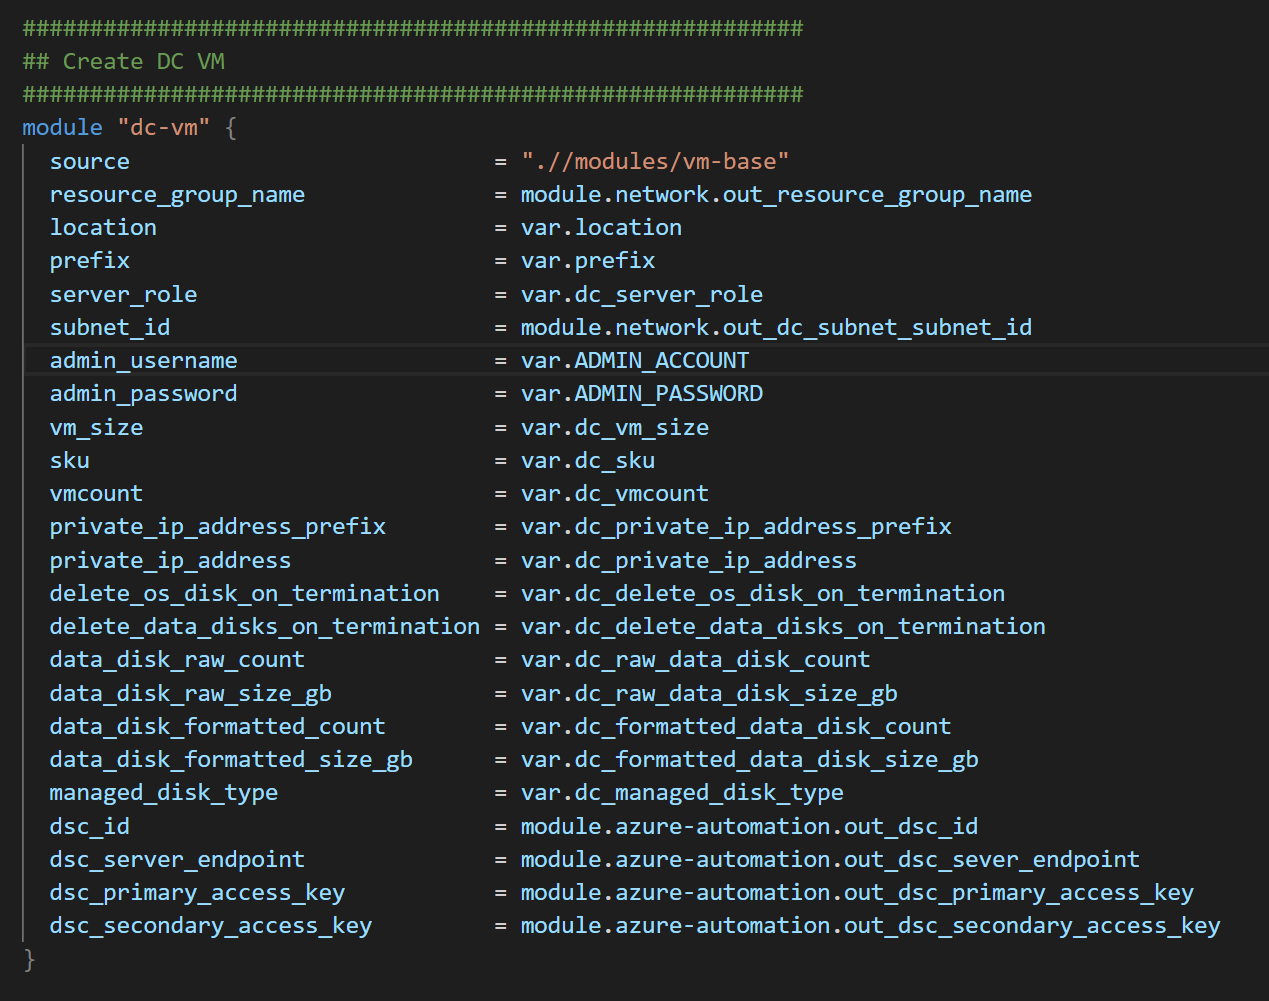 ##########################################################
## Create DC VM
##########################################################
module "dc-vm" {
  source                           = ".//modules/vm-base"
  resource_group_name              = module.network.out_resource_group_name
  location                         = var.location
  prefix                           = var.prefix
  server_role                      = var.dc_server_role
  subnet_id                        = module.network.out_dc_subnet_subnet_id
  admin_username                   = var.ADMIN_ACCOUNT
  admin_password                   = var.ADMIN_PASSWORD
  vm_size                          = var.dc_vm_size
  sku                              = var.dc_sku
  vmcount                          = var.dc_vmcount
  private_ip_address_prefix        = var.dc_private_ip_address_prefix
  private_ip_address               = var.dc_private_ip_address
  delete_os_disk_on_termination    = var.dc_delete_os_disk_on_termination
  delete_data_disks_on_termination = var.dc_delete_data_disks_on_termination
  data_disk_raw_count              = var.dc_raw_data_disk_count
  data_disk_raw_size_gb            = var.dc_raw_data_disk_size_gb
  data_disk_formatted_count        = var.dc_formatted_data_disk_count
  data_disk_formatted_size_gb      = var.dc_formatted_data_disk_size_gb
  managed_disk_type                = var.dc_managed_disk_type
  dsc_id                           = module.azure-automation.out_dsc_id
  dsc_server_endpoint              = module.azure-automation.out_dsc_sever_endpoint
  dsc_primary_access_key           = module.azure-automation.out_dsc_primary_access_key
  dsc_secondary_access_key         = module.azure-automation.out_dsc_secondary_access_key
}